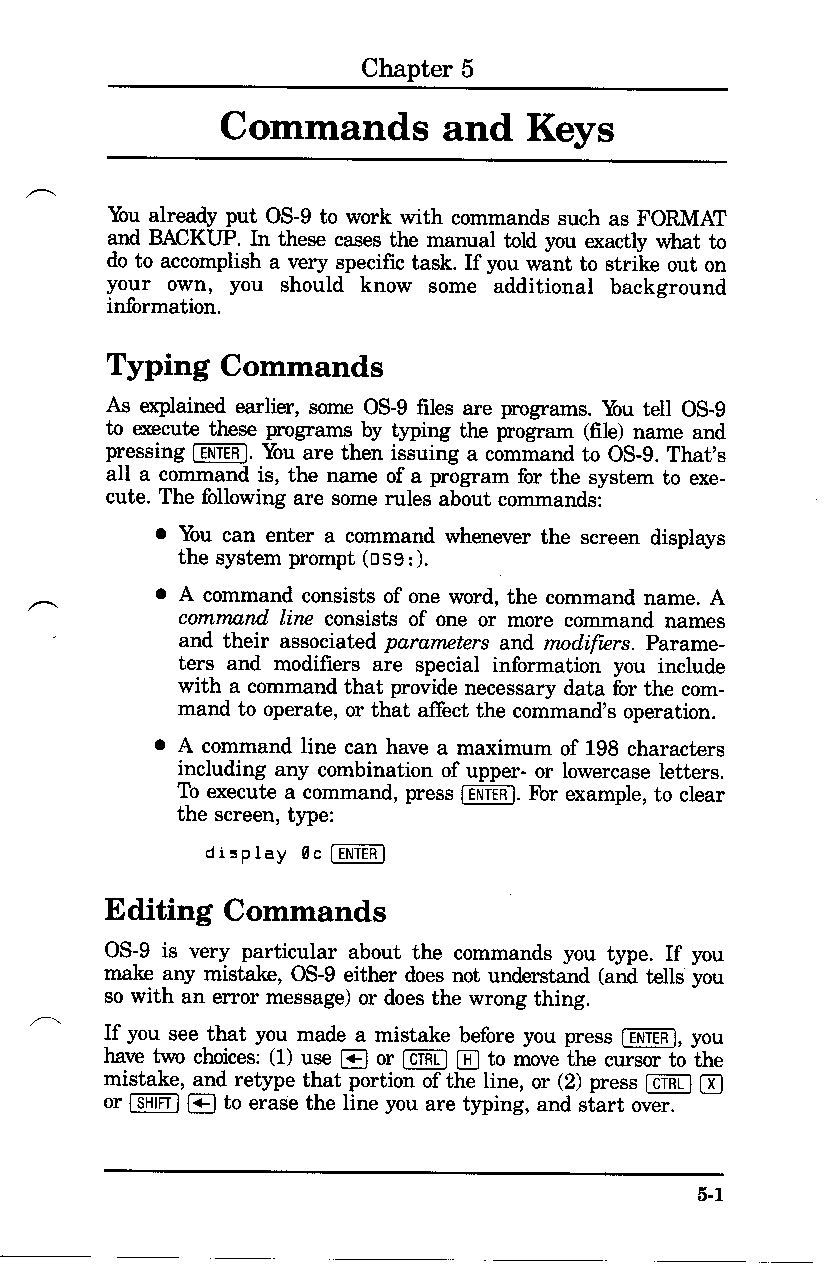 Chapter 5
Commands and Keys
You already put OS-9 to work with commands such as FORMAT
and BACKUP. In these cases the manual told you exactly what to
do to accomplish a very specific task. If you want to strike out on
your own, you should know some additional background
information.
Typing Commands
As explained earlier, some OS-9 files are programs. You tell OS-9
to execute these programs by typing the program (file) name and
pressing [ENTER]. You are then issuing a command to OS-9. That's
all a command is, the name of a program for the system to exe-
cute. The following are some rules about commands:
• You can enter a command whenever the screen displays
the system prompt (OS9:).
• A command consists of one word, the command name. A
command line consists of one or more command names
and their associated parameters and modifiers. Parame-
ters and modifiers are special information you include
with a command that provide necessary data for the com-
mand to operate, or that affect the command's operation.
• A command line can have a maximum of 198 characters
including any combination of upper- or lowercase letters.
To execute a command, press [ENTER]. For example, to clear
the screen, type:
display 0c [ENTER]
Editing Commands
OS-9 is very particular about the commands you type. If you
make any mistake, OS-9 either does not understand (and tells you
so with an error message) or does the wrong thing.
If you see that you made a mistake before you press [ENTER], you
have two choices: (1) use [←] or [CTRL] [H] to move the cursor to the
mistake, and retype that portion of the line, or (2) press [CTRL] [X]
or [SHIFT] [←] to erase the line you are typing, and start over.
5-1